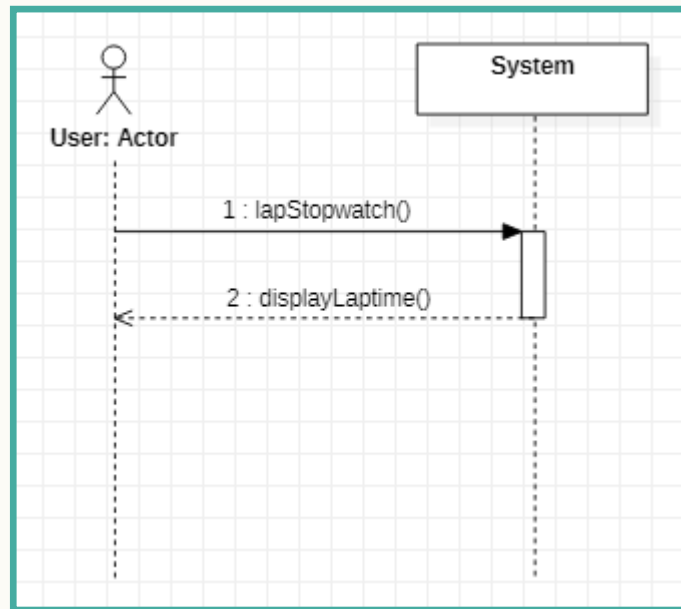 System
User: Actor
1 : lapStopwatch()
2 : displayLaptime()